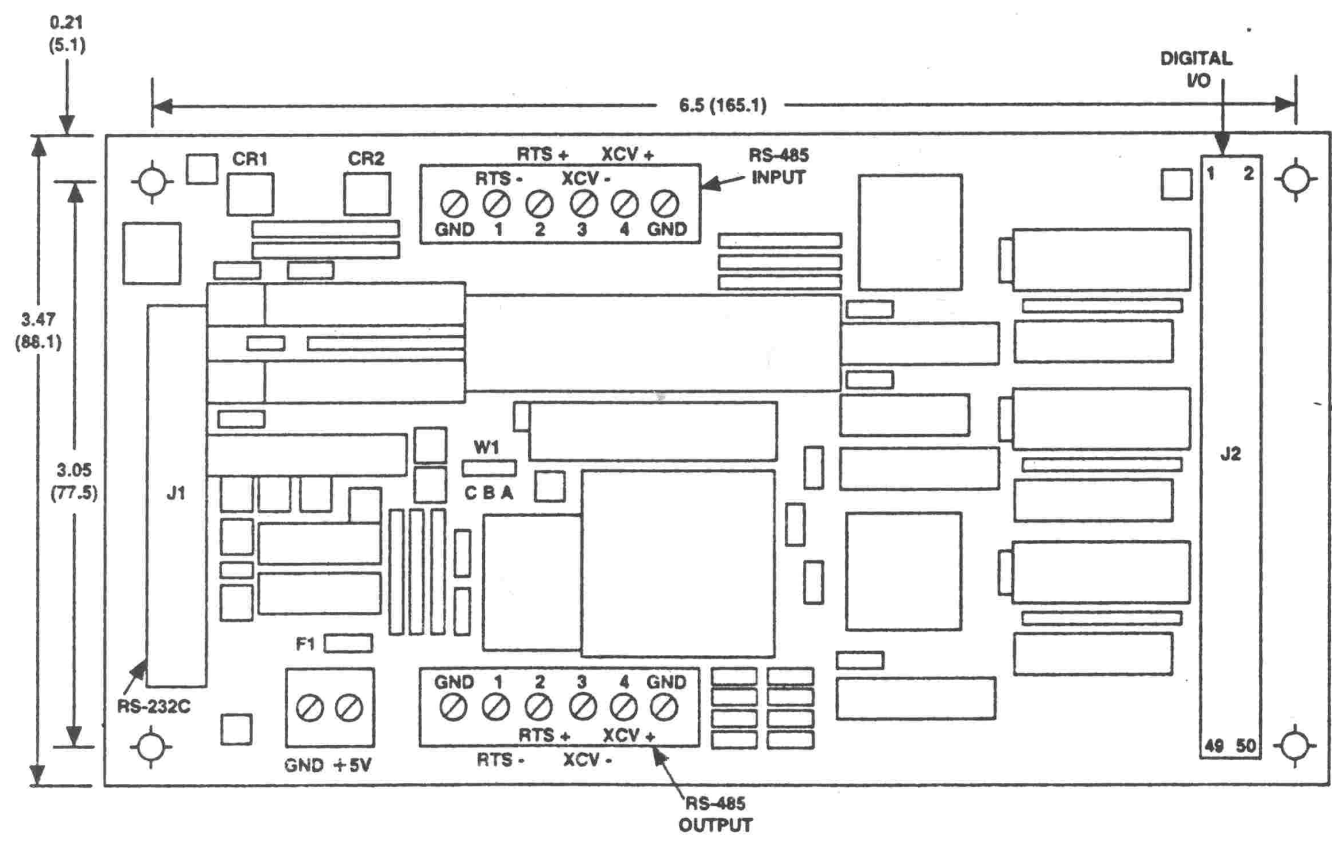 0.21
(5.1)
DIGITAL
I/O
6.5 (165.1)
CR1
CR2
RTS +
XCV +
RS-485
INPUT
RTS -
XCV -
GND 1 2 3 4 GND
1 2
3.47
(88.1)
W1
C B A
3.05
(77.5)
J1
J2
F1
RS-232C
GND 1 2 3 4 GND
RTS +
XCV +
49 50
GND +5V
RTS -
XCV -
RS-485
OUTPUT